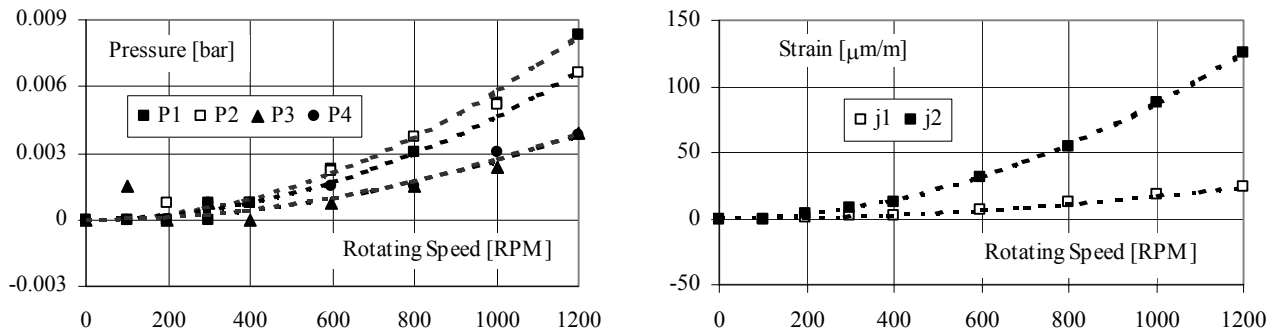 0.009
Pressure [bar]
0.006
P1 P2 P3 P4
0.003
0
Rotating Speed [RPM]
-0.003
0 200 400 600 800 1000 1200
150
Strain [μm/m]
100
j1 j2
50
0
Rotating Speed [RPM]
-50
0 200 400 600 800 1000 1200